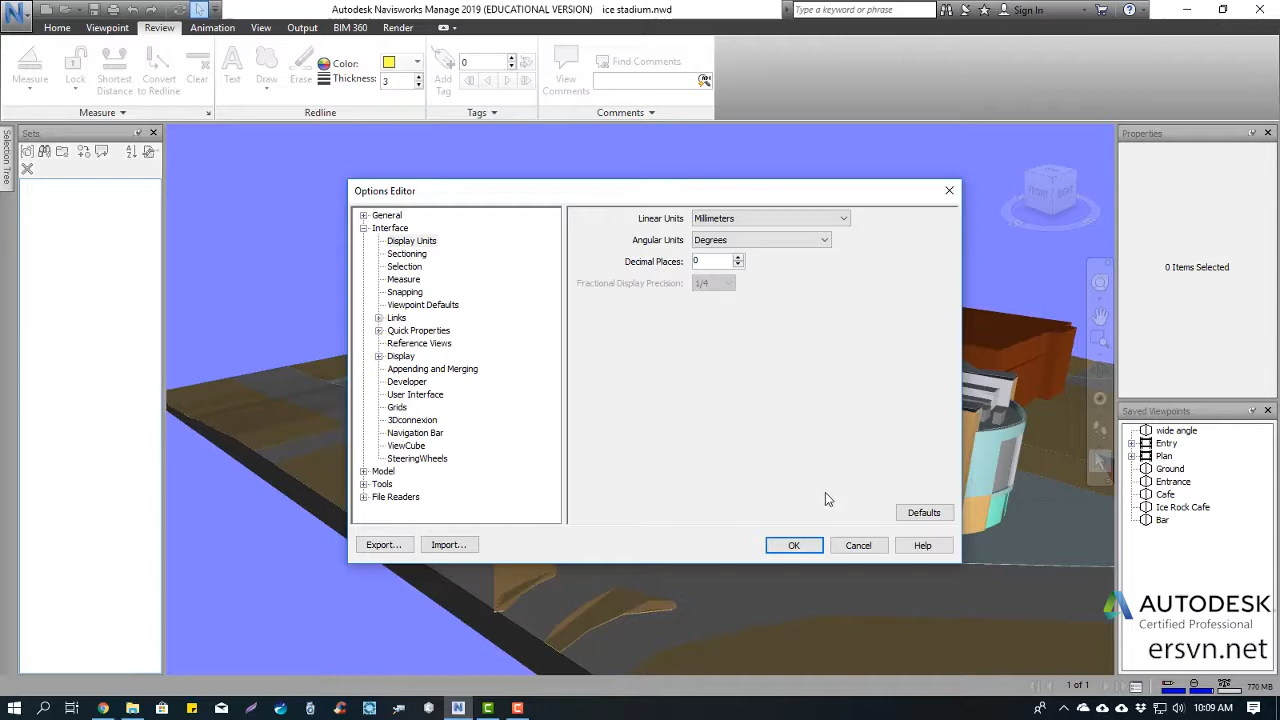 Autodesk Navisworks Manage 2019 (EDUCATIONAL VERSION) ice stadium.nwd
Type a keyword or phrase
Sign In
Home Viewpoint Review Animation View Output BIM 360 Render
Measure Lock Shortest Distance Convert to Redline Clear
Text Draw Erase
Color:
Thickness: 3
Add Tag
0
View Comments
Find Comments
Measure Redline Tags Comments
Selection Tree
Sets
Properties
0 Items Selected
FRONT RIGHT
Options Editor
General
Interface
Display Units
Sectioning
Selection
Measure
Snapping
Viewpoint Defaults
Links
Quick Properties
Reference Views
Display
Appending and Merging
Developer
User Interface
Grids
3Dconnexion
Navigation Bar
ViewCube
SteeringWheels
Model
Tools
File Readers
Linear Units Millimeters
Angular Units Degrees
Decimal Places: 0
Fractional Display Precision: 1/4
Defaults
Export... Import... OK Cancel Help
Saved Viewpoints
wide angle
Entry
Plan
Ground
Entrance
Cafe
Ice Rock Cafe
Bar
AUTODESK
Certified Professional
ersvn.net
1 of 1
770 MB
10:09 AM